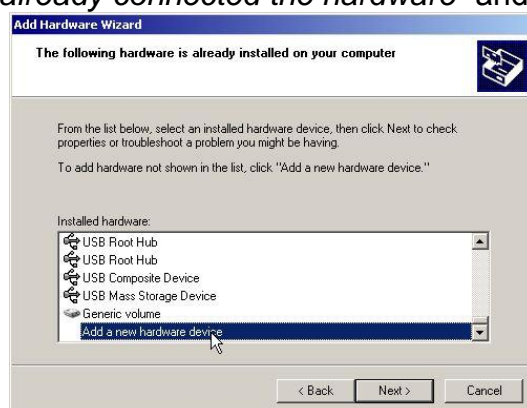 already connected the hardware" and
Add Hardware Wizard
The following hardware is already installed on your computer
From the list below, select an installed hardware device, then click Next to check
properties or troubleshoot a problem you might be having.
To add hardware not shown in the list, click "Add a new hardware device."
Installed hardware:
USB Root Hub
USB Root Hub
USB Composite Device
USB Mass Storage Device
Generic volume
Add a new hardware device
< Back Next > Cancel